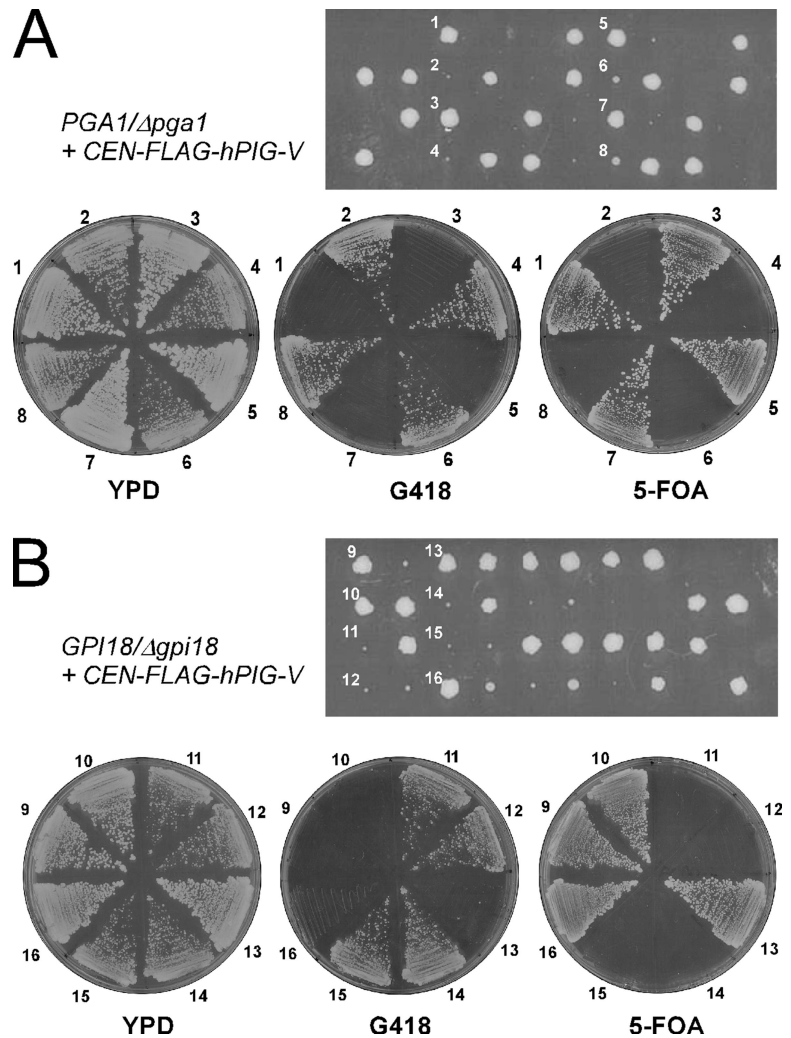 A
PGA1/Δpga1
+ CEN-FLAG-hPIG-V
1 5
2 6
3 7
4 8
2 3
1 4
8 5
7 6
YPD
2 3
1 4
8 5
7 6
G418
2 3
1 4
8 5
7 6
5-FOA
B
GPI18/Δgpi18
+ CEN-FLAG-hPIG-V
9 13
10 14
11 15
12 16
10 11
9 12
16 13
15 14
YPD
10 11
9 12
16 13
15 14
G418
10 11
9 12
16 13
15 14
5-FOA